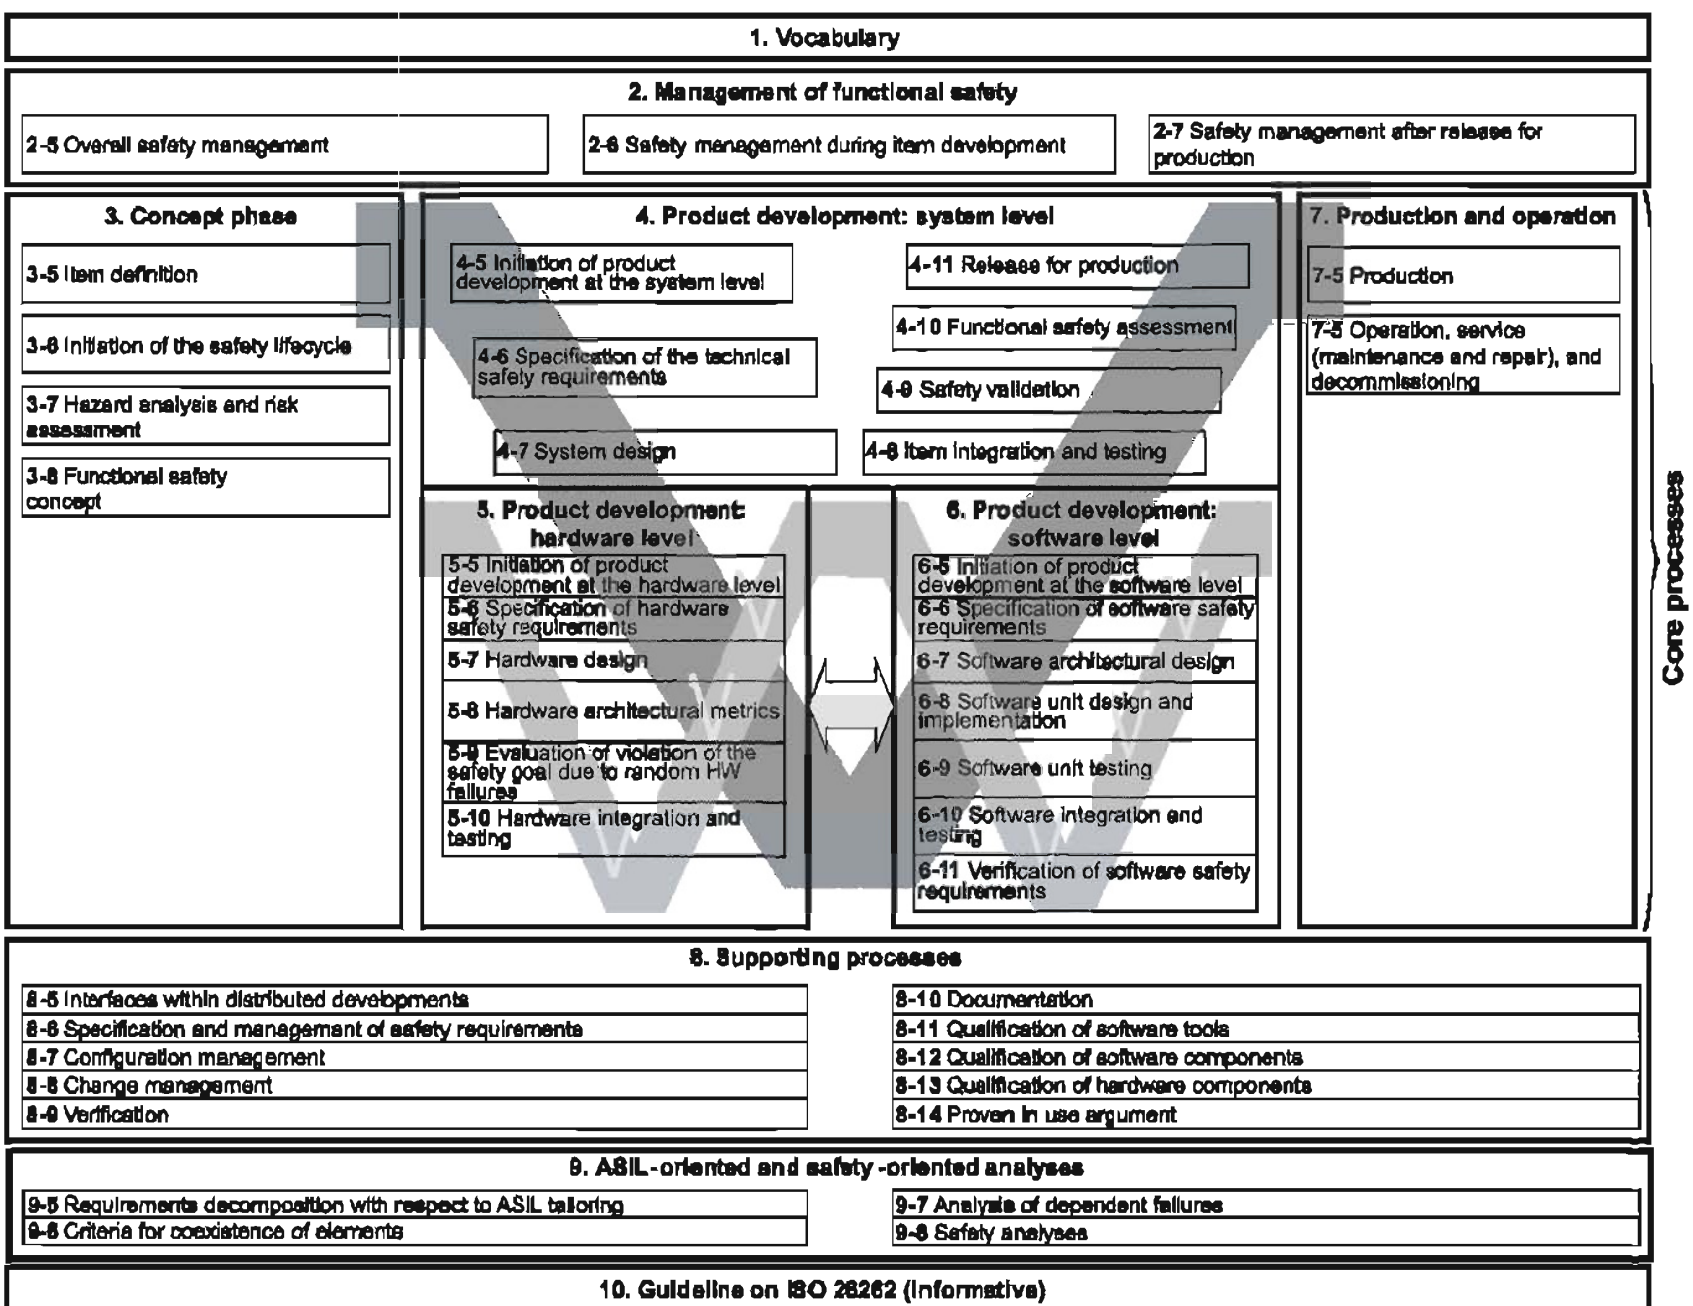 1. Vocabulary
2. Management of functional safety
2-5 Overall safety management
2-6 Safety management during item development
2-7 Safety management after release for
production
3. Concept phase
3-5 Item definition
3-6 Initiation of the safety lifecycle
3-7 Hazard analysis and risk
assessment
3-8 Functional safety
concept
4. Product development: system level
4-5 Initiation of product
development at the system level
4-6 Specification of the technical
safety requirements
4-7 System design
4-11 Release for production
4-10 Functional safety assessment
4-9 Safety validation
4-8 Item integration and testing
7. Production and operation
7-5 Production
7-5 Operation, service
(maintenance and repair), and
decommissioning
5. Product development:
hardware level
5-5 Initiation of product
development at the hardware level
5-6 Specification of hardware
safety requirements
5-7 Hardware design
5-8 Hardware architectural metrics
5-9 Evaluation of violation of the
safety goal due to random HW
failures
5-10 Hardware integration and
testing
6. Product development:
software level
6-5 Initiation of product
development at the software level
6-6 Specification of software safety
requirements
6-7 Software architectural design
6-8 Software unit design and
implementation
6-9 Software unit testing
6-10 Software integration and
testing
6-11 Verification of software safety
requirements
Core processes
8. Supporting processes
8-5 Interfaces within distributed developments
8-6 Specification and management of safety requirements
8-7 Configuration management
8-8 Change management
8-9 Verification
8-10 Documentation
8-11 Qualification of software tools
8-12 Qualification of software components
8-13 Qualification of hardware components
8-14 Proven in use argument
9. ASIL-oriented and safety-oriented analyses
9-5 Requirements decomposition with respect to ASIL tailoring
9-6 Criteria for coexistence of elements
9-7 Analysis of dependent failures
9-8 Safety analyses
10. Guideline on ISO 26262 (Informative)